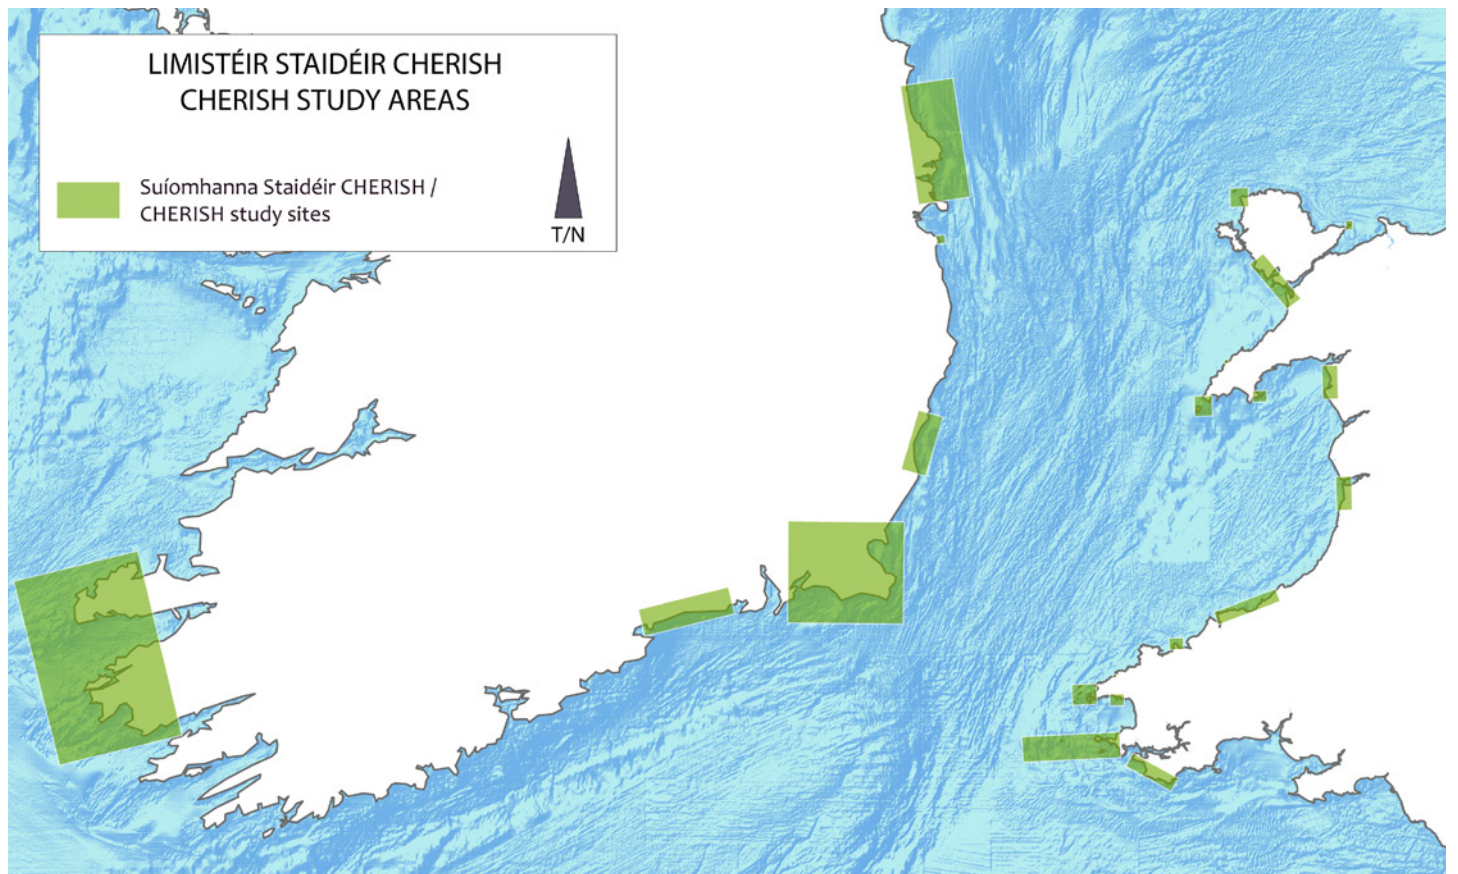 LIMISTÉIR STAIDÉIR CHERISH
CHERISH STUDY AREAS
Suíomhanna Staidéir CHERISH /
CHERISH study sites
T/N